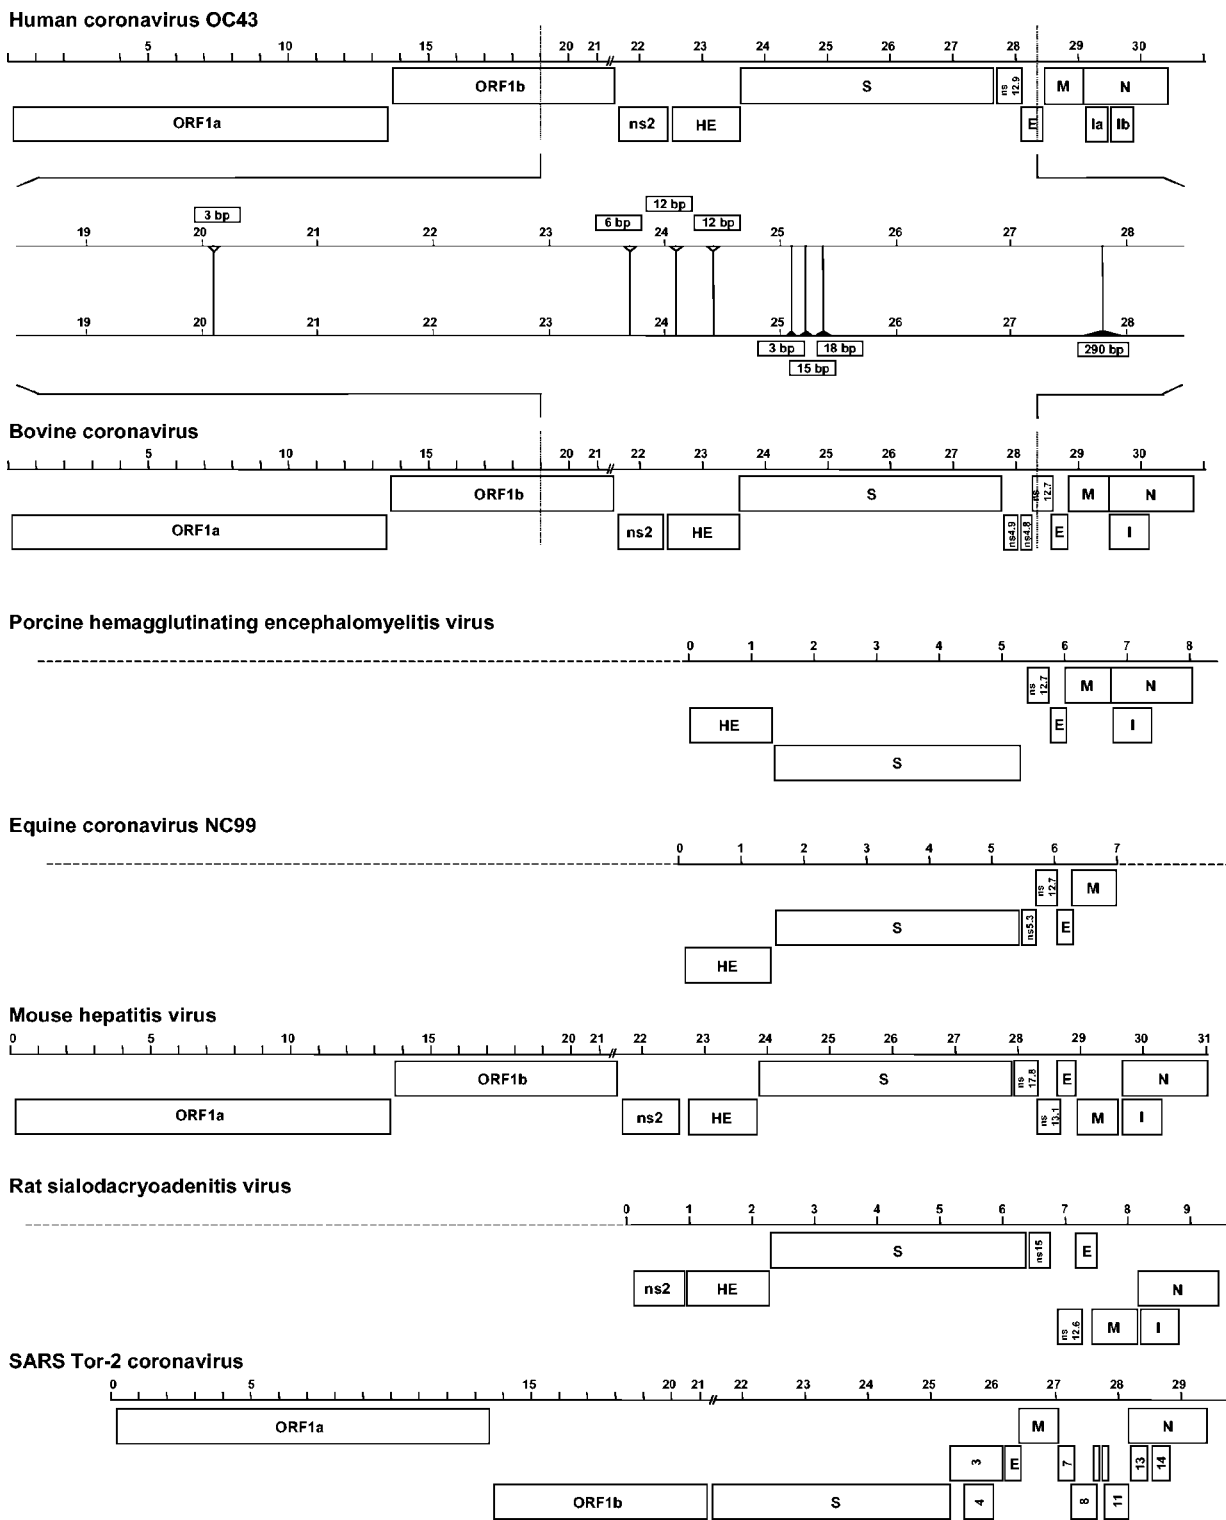 Human coronavirus OC43
5 10 15 20 21 22 23 24 25 26 27 28 29 30
ORF1b S ns 12.9 M N
ORF1a ns2 HE E Ia Ib
12 bp
3 bp 6 bp 12 bp
19 20 21 22 23 24 25 26 27 28
19 20 21 22 23 24 25 26 27 28
3 bp 18 bp 290 bp
15 bp
Bovine coronavirus
5 10 15 20 21 22 23 24 25 26 27 28 29 30
ORF1b S ns 12.7 M N
ORF1a ns2 HE ns4.9 ns4.8 E I
Porcine hemagglutinating encephalomyelitis virus
0 1 2 3 4 5 6 7 8
ns 12.7 M N
HE E I
S
Equine coronavirus NC99
0 1 2 3 4 5 6 7
ns 12.7 M
S ns5.3 E
HE
Mouse hepatitis virus
0 5 10 15 20 21 22 23 24 25 26 27 28 29 30 31
ORF1b S ns 17.8 E N
ORF1a ns2 HE ns 13.1 M I
Rat sialodacryoadenitis virus
0 1 2 3 4 5 6 7 8 9
S ns15 E
ns2 HE N
ns 12.6 M I
SARS Tor-2 coronavirus
0 5 15 20 21 22 23 24 25 26 27 28 29
ORF1a M N
3 E 7 13 14
ORF1b S 4 8 11